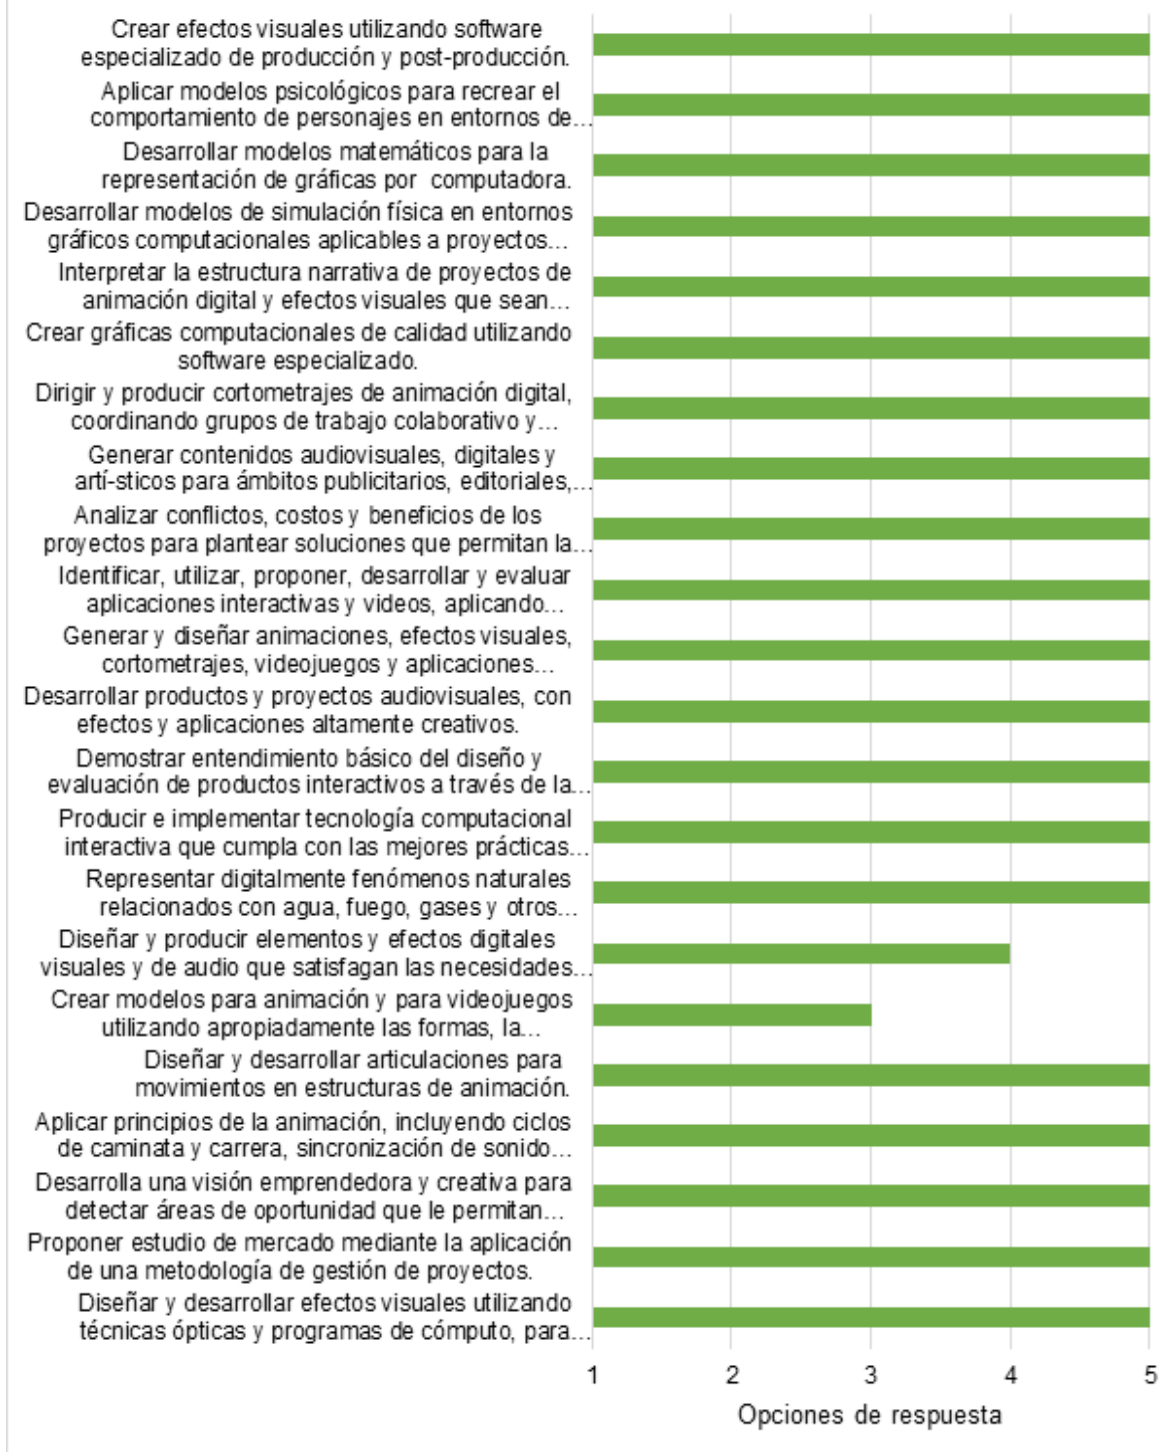 Crear efectos visuales utilizando software
especializado de producción y post-producción.
Aplicar modelos psicológicos para recrear el
comportamiento de personajes en entornos de...
Desarrollar modelos matemáticos para la
representación de gráficas por computadora.
Desarrollar modelos de simulación física en entornos
gráficos computacionales aplicables a proyectos...
Interpretar la estructura narrativa de proyectos de
animación digital y efectos visuales que sean...
Crear gráficas computacionales de calidad utilizando
software especializado.
Dirigir y producir cortometrajes de animación digital,
coordinando grupos de trabajo colaborativo y...
Generar contenidos audiovisuales, digitales y
artí-sticos para ámbitos publicitarios, editoriales,...
Analizar conflictos, costos y beneficios de los
proyectos para plantear soluciones que permitan la...
Identificar, utilizar, proponer, desarrollar y evaluar
aplicaciones interactivas y videos, aplicando...
Generar y diseñar animaciones, efectos visuales,
cortometrajes, videojuegos y aplicaciones...
Desarrollar productos y proyectos audiovisuales, con
efectos y aplicaciones altamente creativos.
Demostrar entendimiento básico del diseño y
evaluación de productos interactivos a través de la...
Producir e implementar tecnología computacional
interactiva que cumpla con las mejores prácticas...
Representar digitalmente fenómenos naturales
relacionados con agua, fuego, gases y otros...
Diseñar y producir elementos y efectos digitales
visuales y de audio que satisfagan las necesidades...
Crear modelos para animación y para videojuegos
utilizando apropiadamente las formas, la...
Diseñar y desarrollar articulaciones para
movimientos en estructuras de animación.
Aplicar principios de la animación, incluyendo ciclos
de caminata y carrera, sincronización de sonido...
Desarrolla una visión emprendedora y creativa para
detectar áreas de oportunidad que le permitan...
Proponer estudio de mercado mediante la aplicación
de una metodología de gestión de proyectos.
Diseñar y desarrollar efectos visuales utilizando
técnicas ópticas y programas de cómputo, para...
1 2 3 4 5
Opciones de respuesta